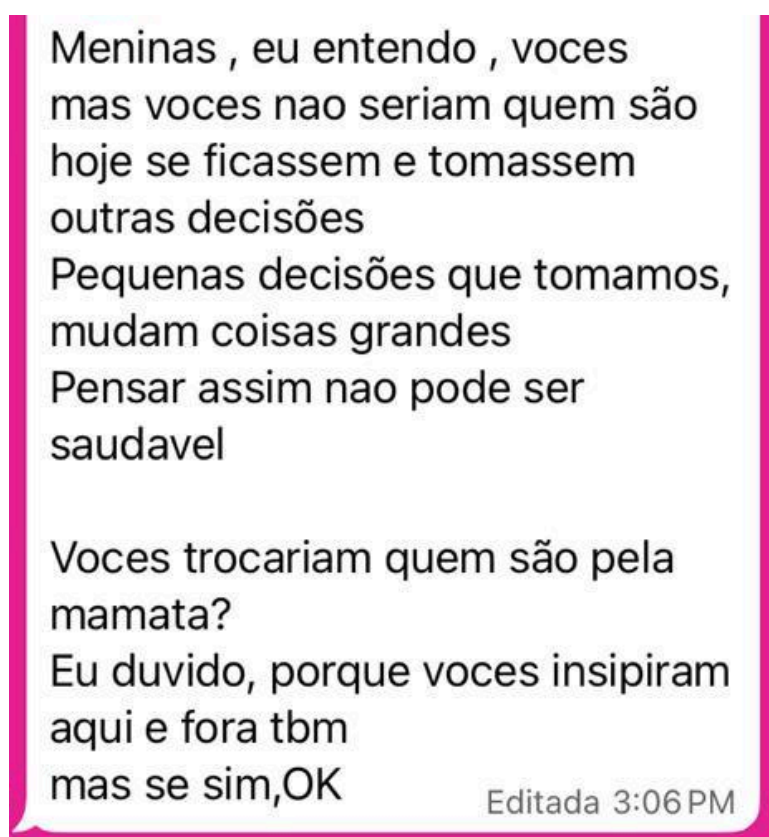 Meninas , eu entendo , voces
mas voces nao seriam quem são
hoje se ficassem e tomassem
outras decisões
Pequenas decisões que tomamos,
mudam coisas grandes
Pensar assim nao pode ser
saudavel
Voces trocariam quem são pela
mamata?
Eu duvido, porque voces insipiram
aqui e fora tbm
mas se sim,OK
Editada 3:06 PM